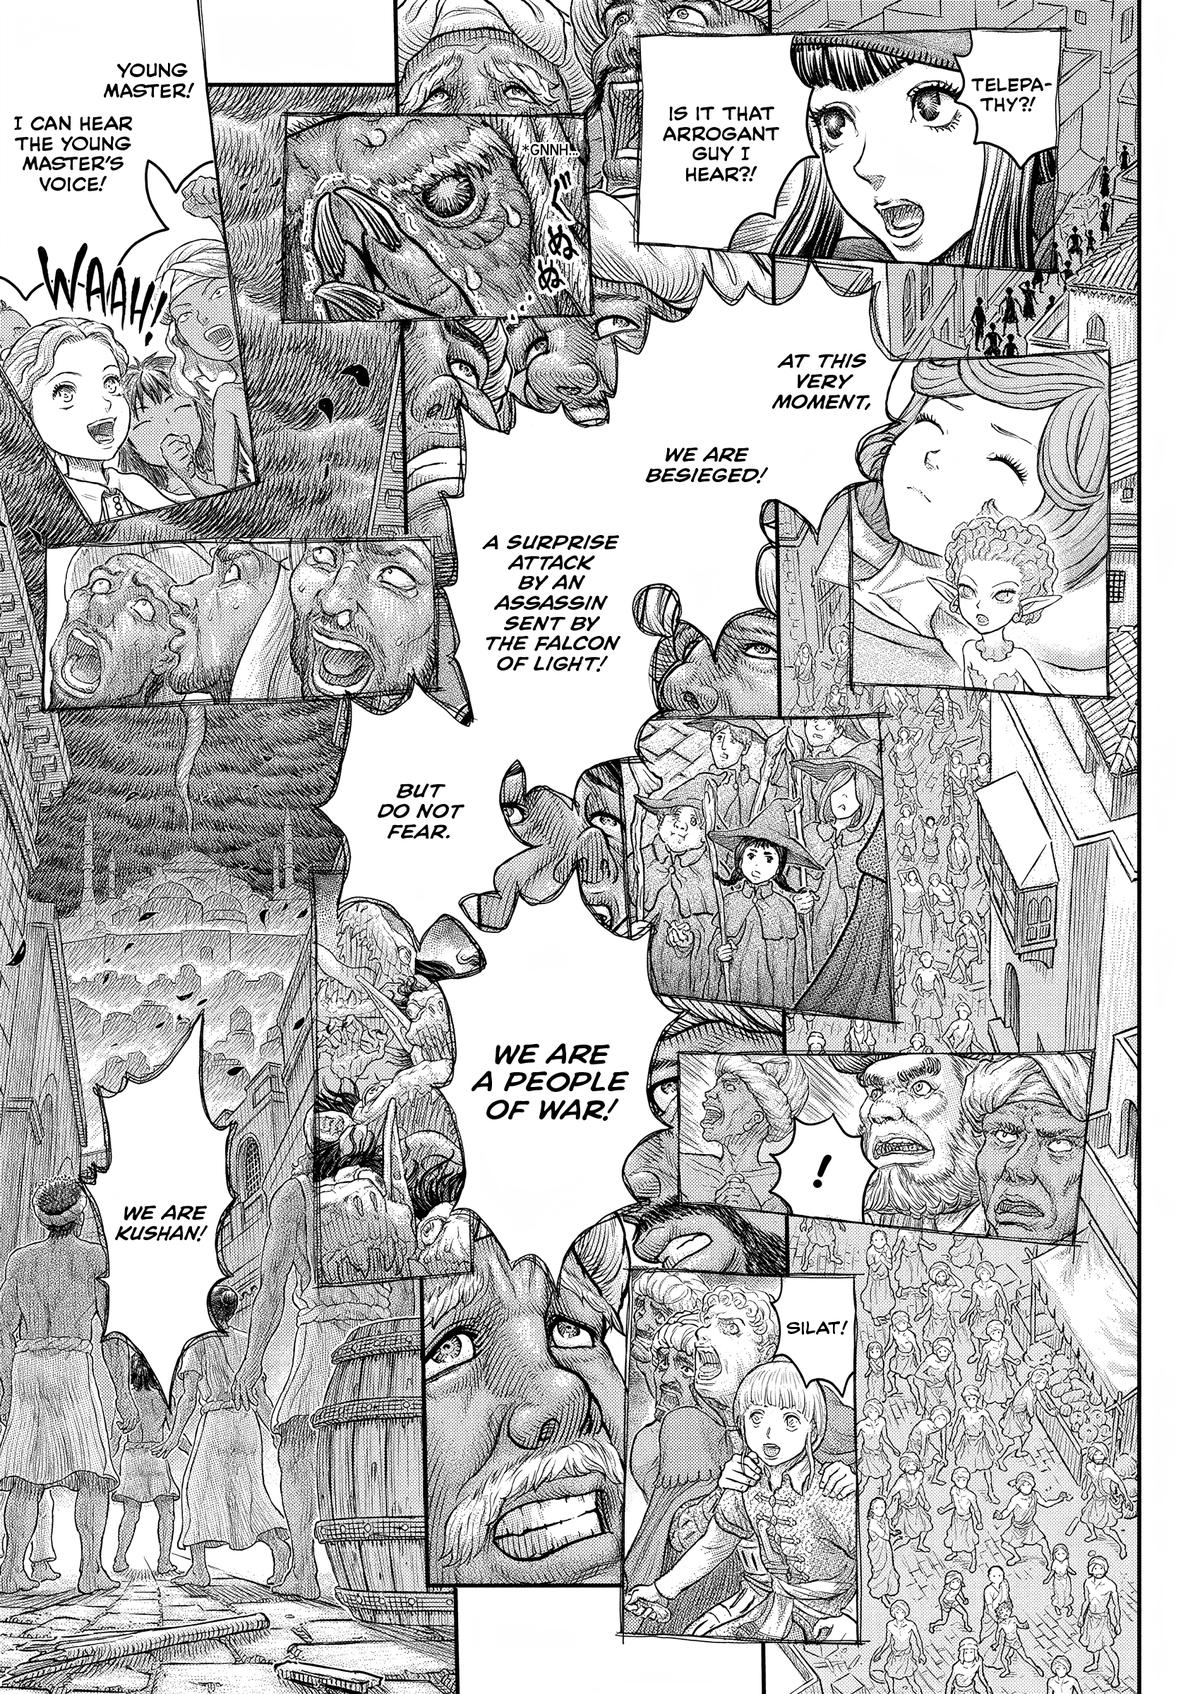 TELEPA-
THY?!
IS IT THAT
ARROGANT
GUY I
HEAR?!
*GNNH...
ぐ
ぬ
ぬ
...
YOUNG
MASTER!
I CAN HEAR
THE YOUNG
MASTER'S
VOICE!
WAAH!
AT THIS
VERY
MOMENT,
WE ARE
BESIEGED!
A SURPRISE
ATTACK
BY AN
ASSASSIN
SENT BY
THE FALCON
OF LIGHT!
BUT
DO NOT
FEAR.
WE ARE
A PEOPLE
OF WAR!
!
SILAT!
WE ARE
KUSHAN!